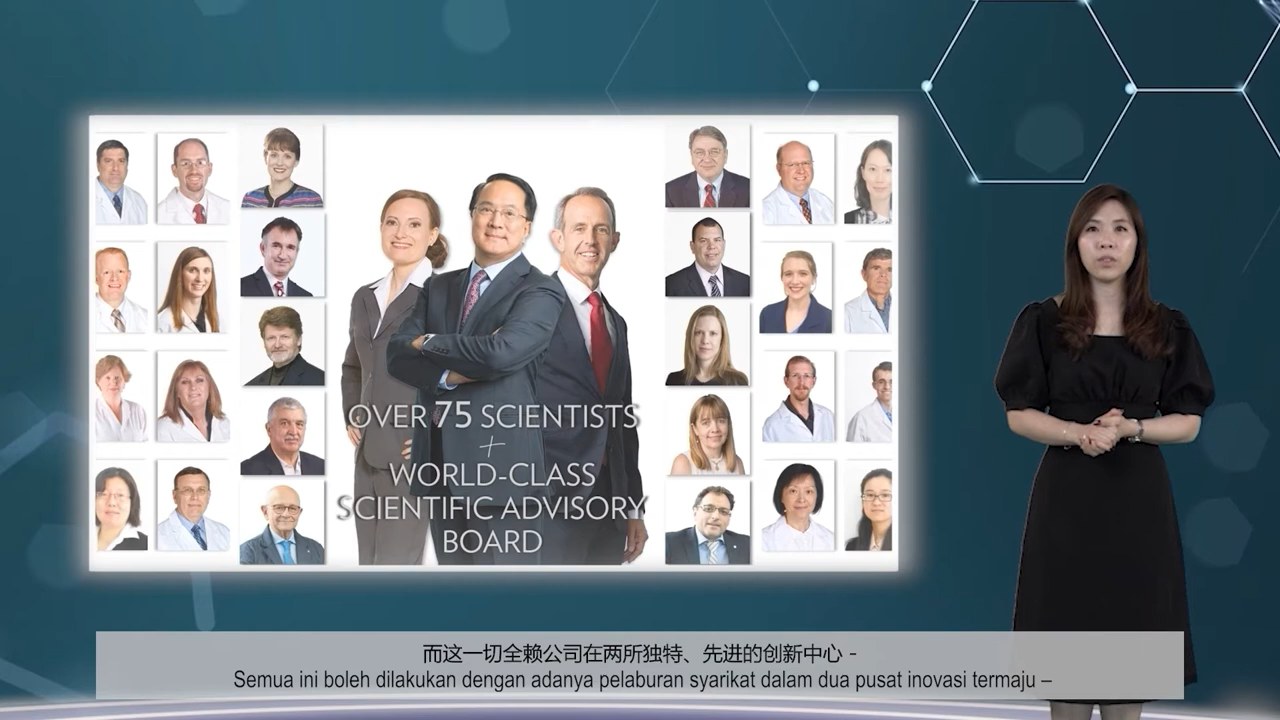 OVER 75 SCIENTISTS
+
WORLD-CLASS
SCIENTIFIC ADVISORY
BOARD
而这一切全赖公司在两所独特、先进的创新中心 -
Semua ini boleh dilakukan dengan adanya pelaburan syarikat dalam dua pusat inovasi termaju –